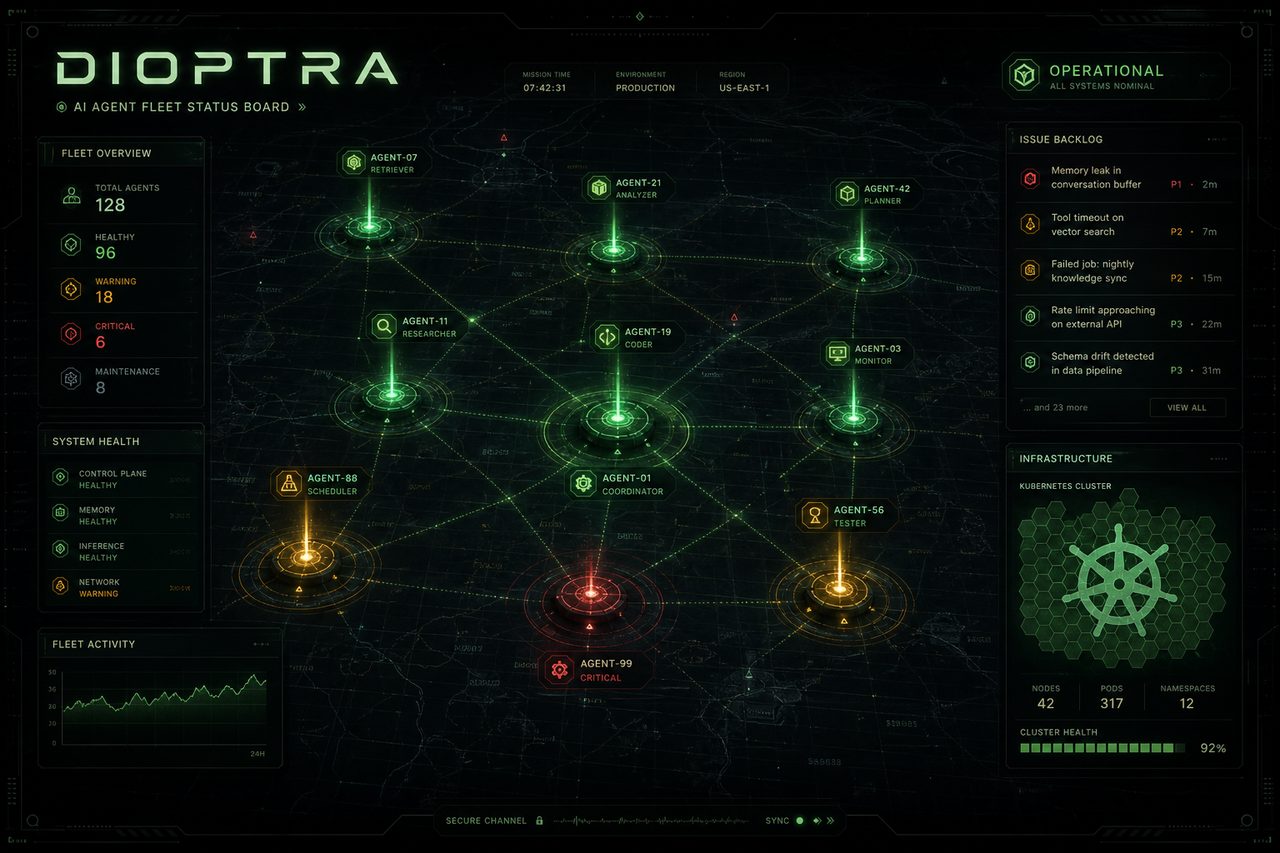 DIOPTRA
AI AGENT FLEET STATUS BOARD
MISSION TIME
07:42:31
ENVIRONMENT
PRODUCTION
REGION
US-EAST-1
OPERATIONAL
ALL SYSTEMS NOMINAL
FLEET OVERVIEW
TOTAL AGENTS
128
HEALTHY
96
WARNING
18
CRITICAL
6
MAINTENANCE
8
SYSTEM HEALTH
CONTROL PLANE
HEALTHY
MEMORY
HEALTHY
INFERENCE
HEALTHY
NETWORK
WARNING
FLEET ACTIVITY
50
36
30
20
0
24H
AGENT-07
RETRIEVER
AGENT-21
ANALYZER
AGENT-42
PLANNER
AGENT-11
RESEARCHER
AGENT-19
CODER
AGENT-03
MONITOR
AGENT-88
SCHEDULER
AGENT-01
COORDINATOR
AGENT-56
TESTER
AGENT-99
CRITICAL
ISSUE BACKLOG
Memory leak in
conversation buffer P1 • 2m
Tool timeout on
vector search P2 • 7m
Failed job: nightly
knowledge sync P2 • 15m
Rate limit approaching
on external API P3 • 22m
Schema drift detected
in data pipeline P3 • 31m
... and 23 more
VIEW ALL
INFRASTRUCTURE
KUBERNETES CLUSTER
NODES
42
PODS
317
NAMESPACES
12
CLUSTER HEALTH
92%
SECURE CHANNEL
SYNC